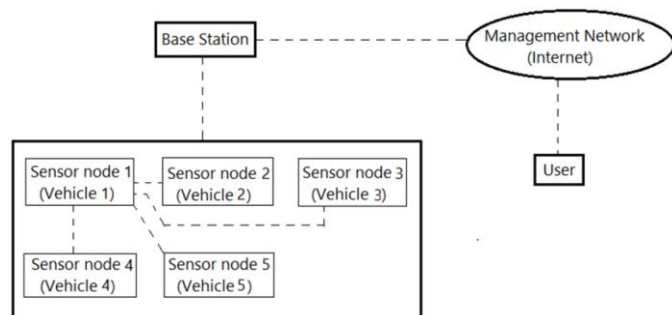 Base Station
Management Network
(Internet)
User
Sensor node 1
(Vehicle 1)
Sensor node 2
(Vehicle 2)
Sensor node 3
(Vehicle 3)
Sensor node 4
(Vehicle 4)
Sensor node 5
(Vehicle 5)